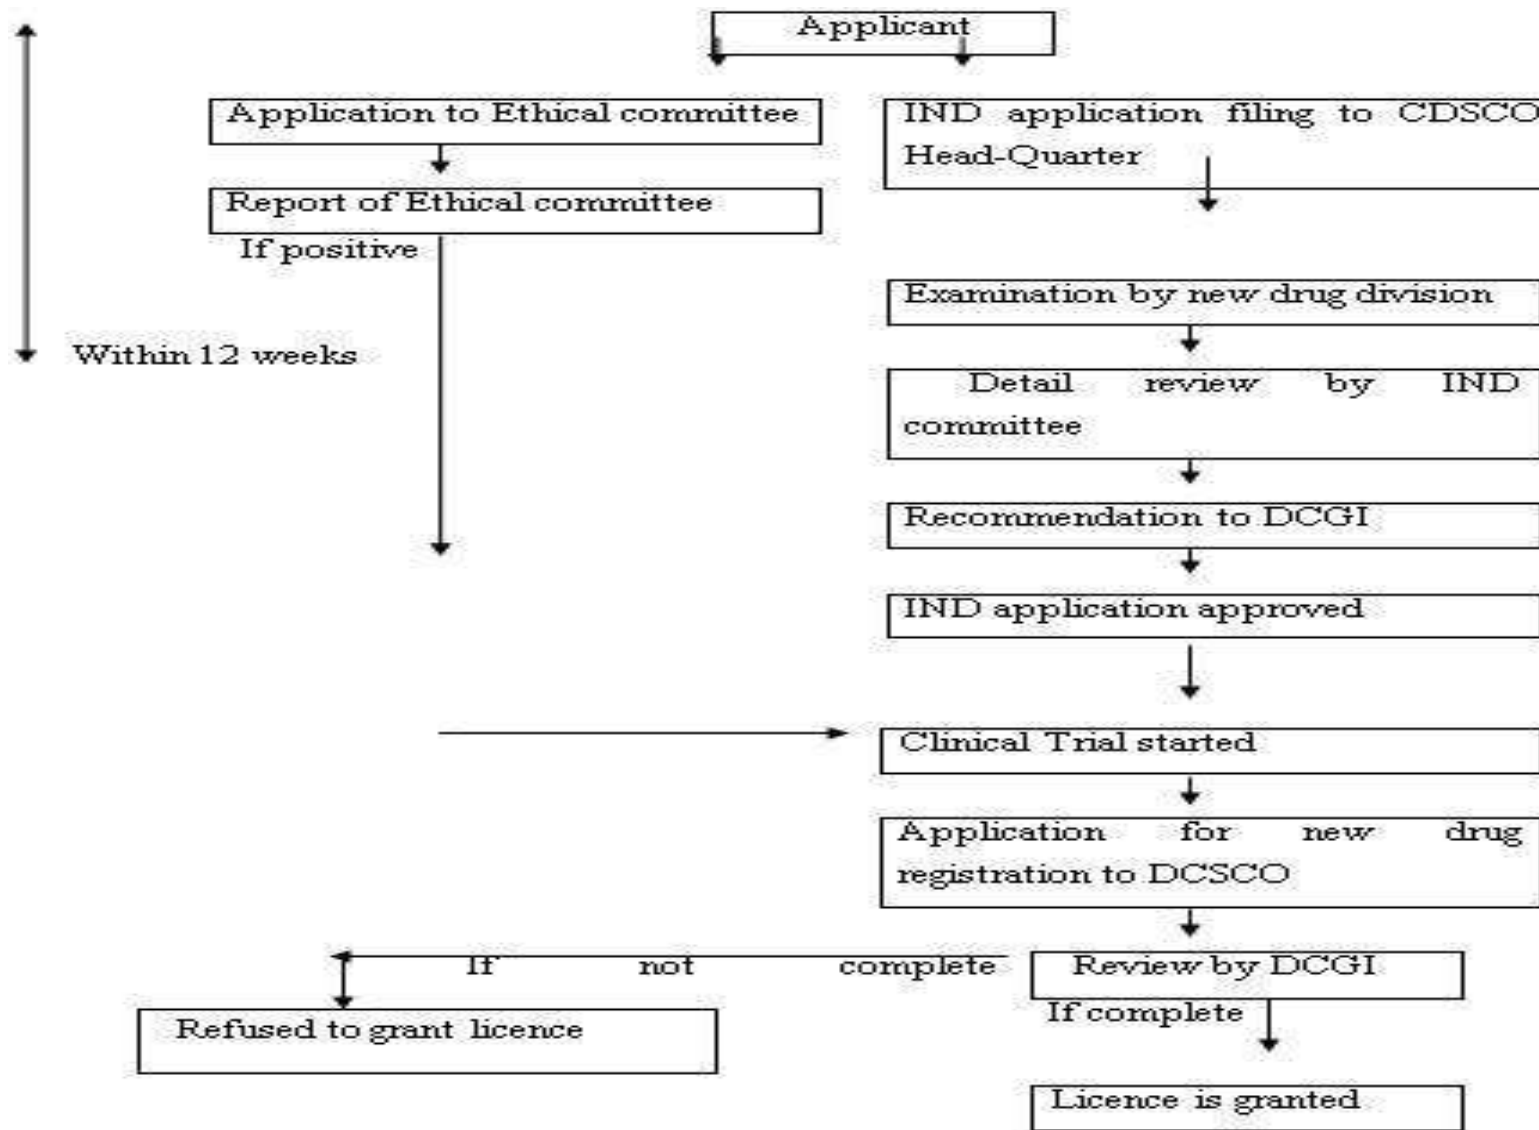 Applicant
Application to Ethical committee
IND application filing to CDSCO
Head-Quarter
Report of Ethical committee
If positive
Examination by new drug division
Within 12 weeks
Detail review by IND
committee
Recommendation to DCGI
IND application approved
Clinical Trial started
Application for new drug
registration to DCSCO
If not complete
Review by DCGI
If complete
Refused to grant licence
Licence is granted